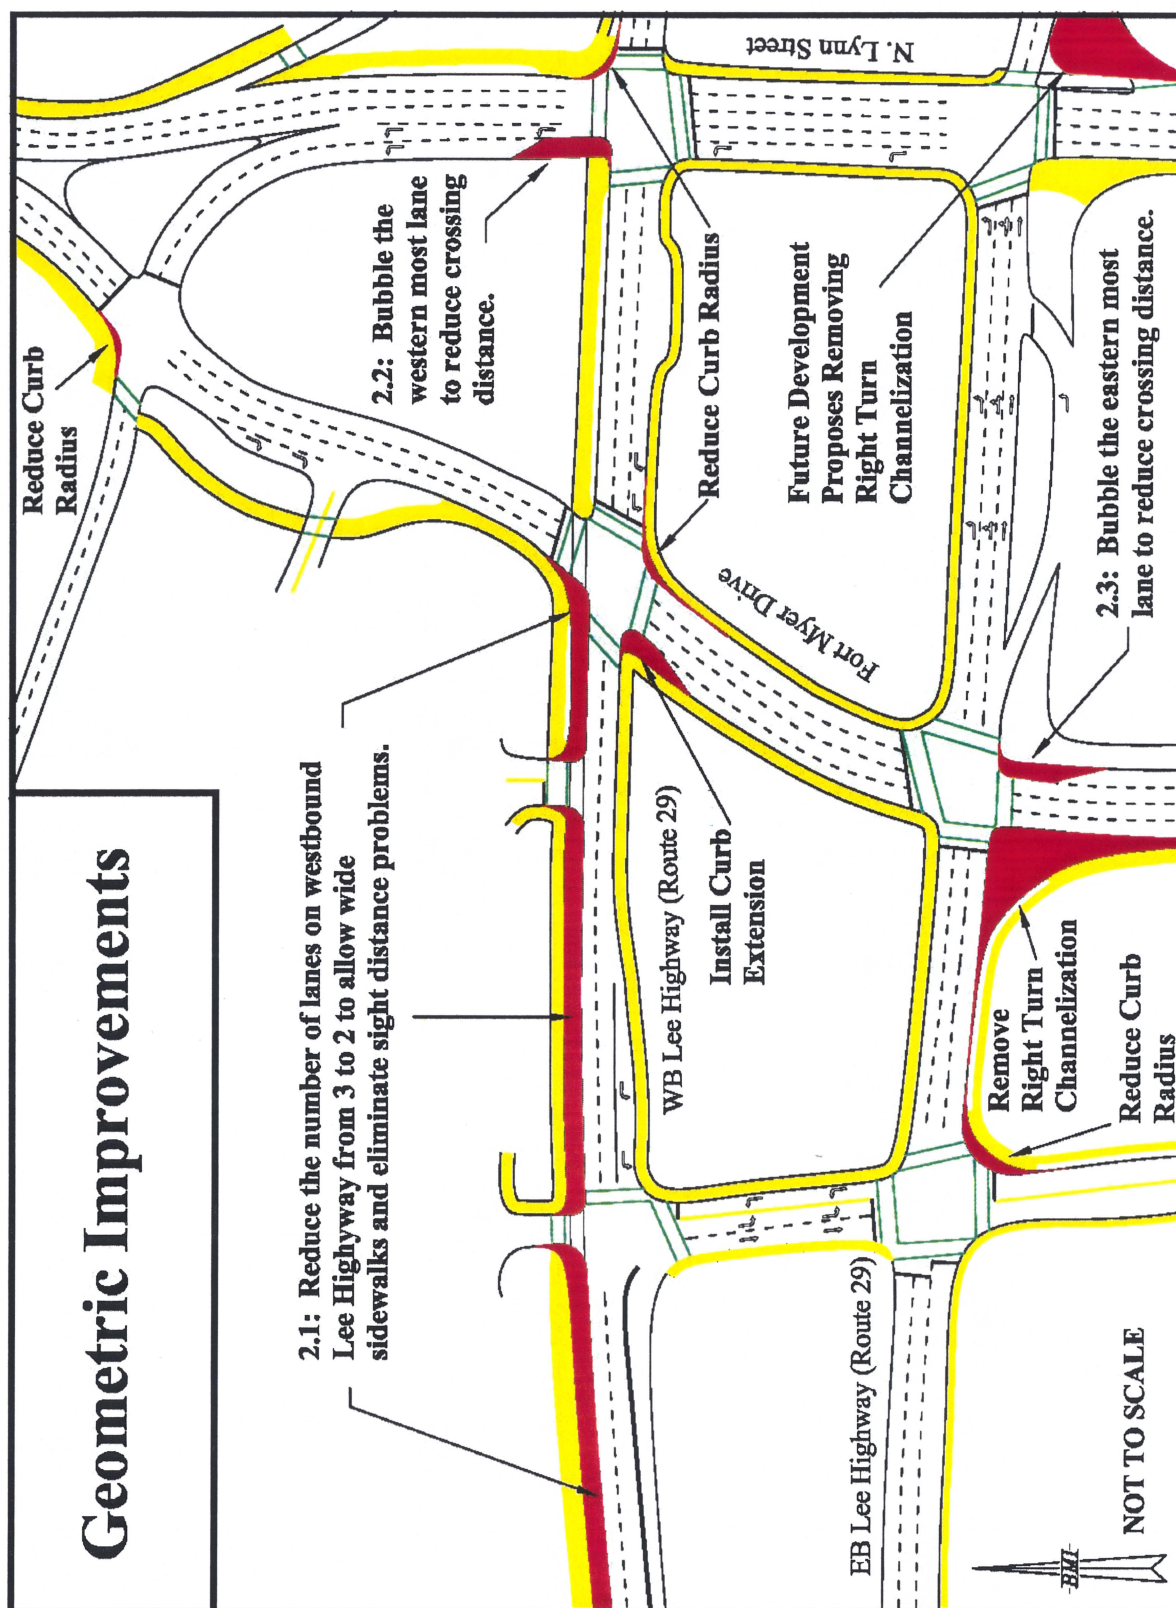 Geometric Improvements
2.1: Reduce the number of lanes on westbound
Lee Highyway from 3 to 2 to allow wide
sidewalks and eliminate sight distance problems.
Reduce Curb
Radius
2.2: Bubble the
western most lane
to reduce crossing
distance.
N. Lynn Street
Reduce Curb Radius
Future Development
Proposes Removing
Right Turn
Channelization
Fort Myer Drive
WB Lee Highway (Route 29)
Install Curb
Extension
2.3: Bubble the eastern most
lane to reduce crossing distance.
Remove
Right Turn
Channelization
Reduce Curb
Radius
EB Lee Highway (Route 29)
BMI
NOT TO SCALE